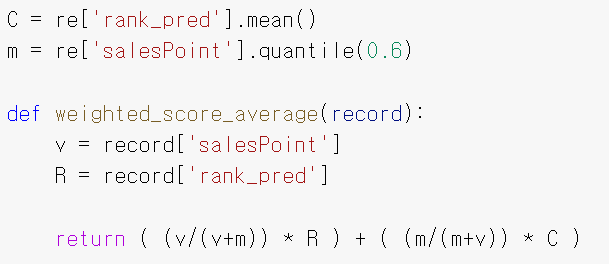 C = re['rank_pred'].mean()
m = re['salesPoint'].quantile(0.6)
def weighted_score_average(record):
    v = record['salesPoint']
    R = record['rank_pred']
    return ( (v/(v+m)) * R ) + ( (m/(m+v)) * C )